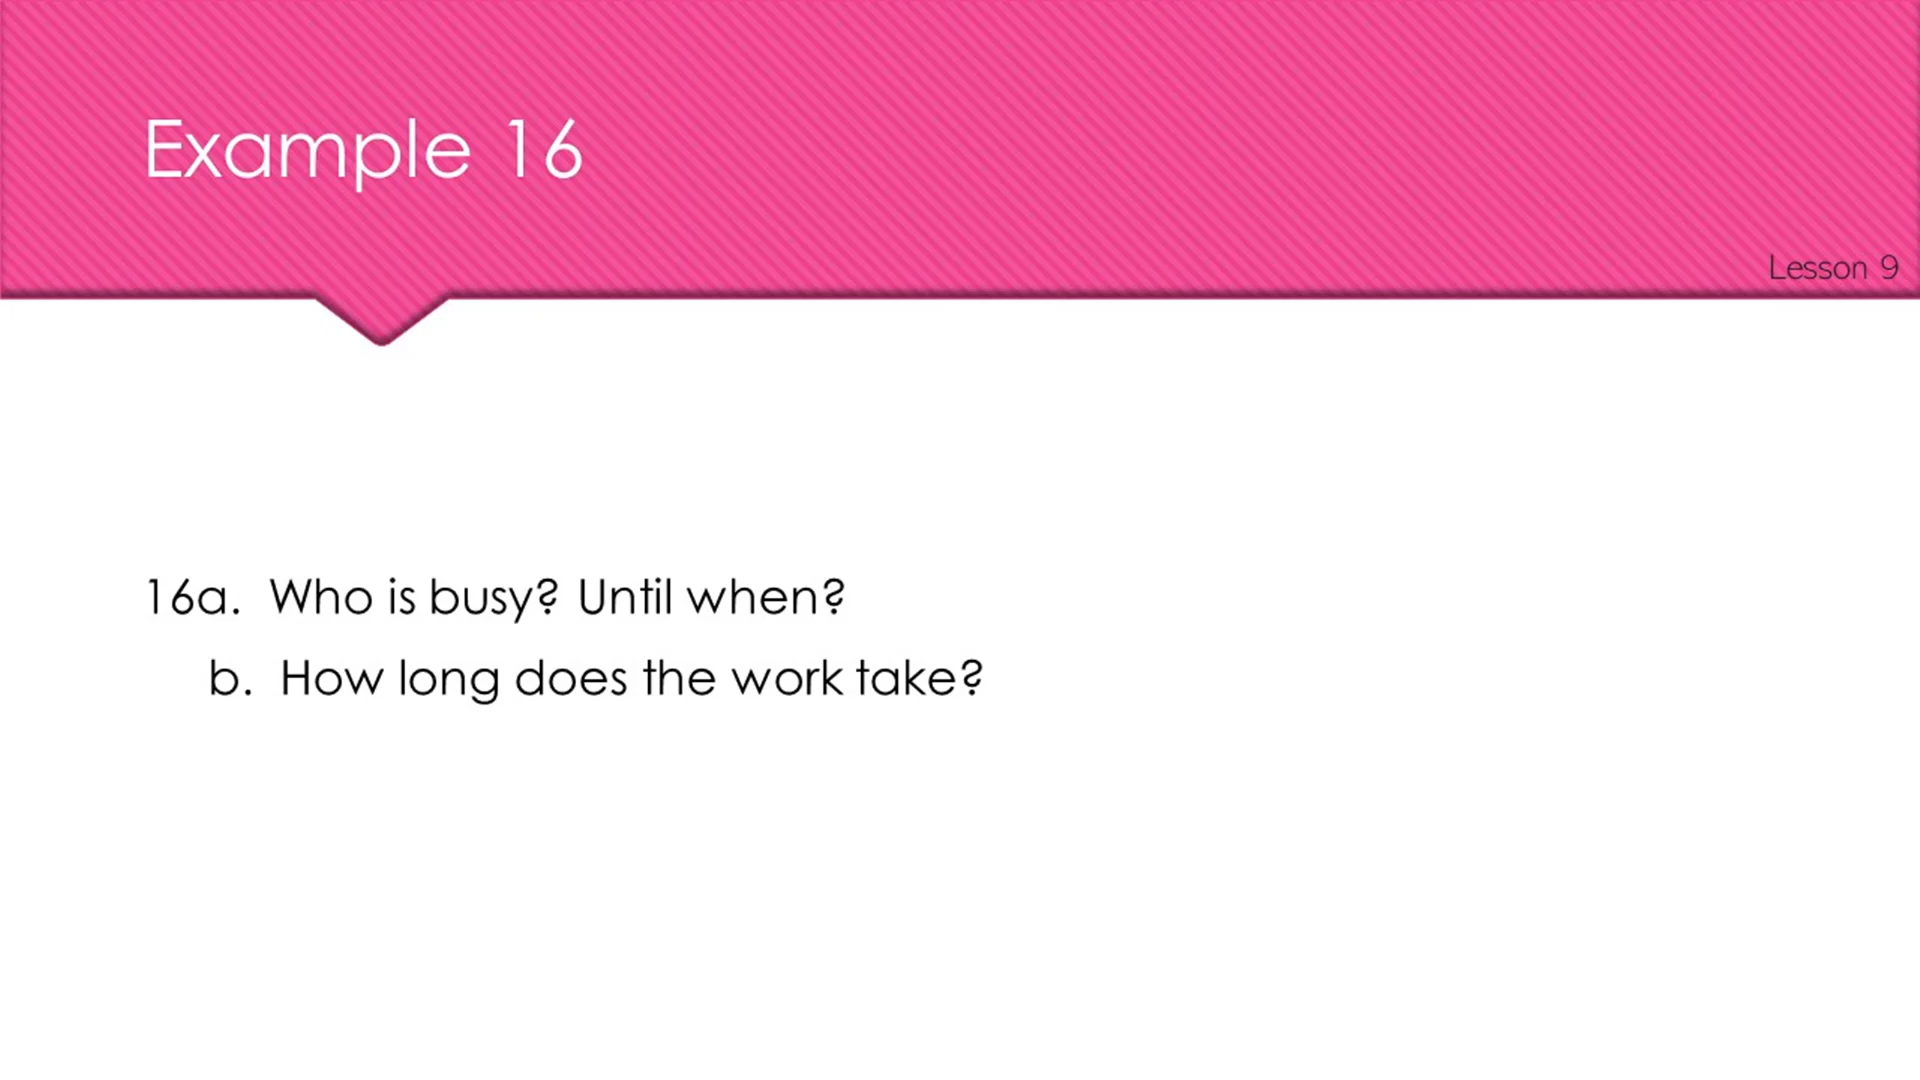 Example 16
Lesson 9
16a. Who is busy? Until when?
b. How long does the work take?